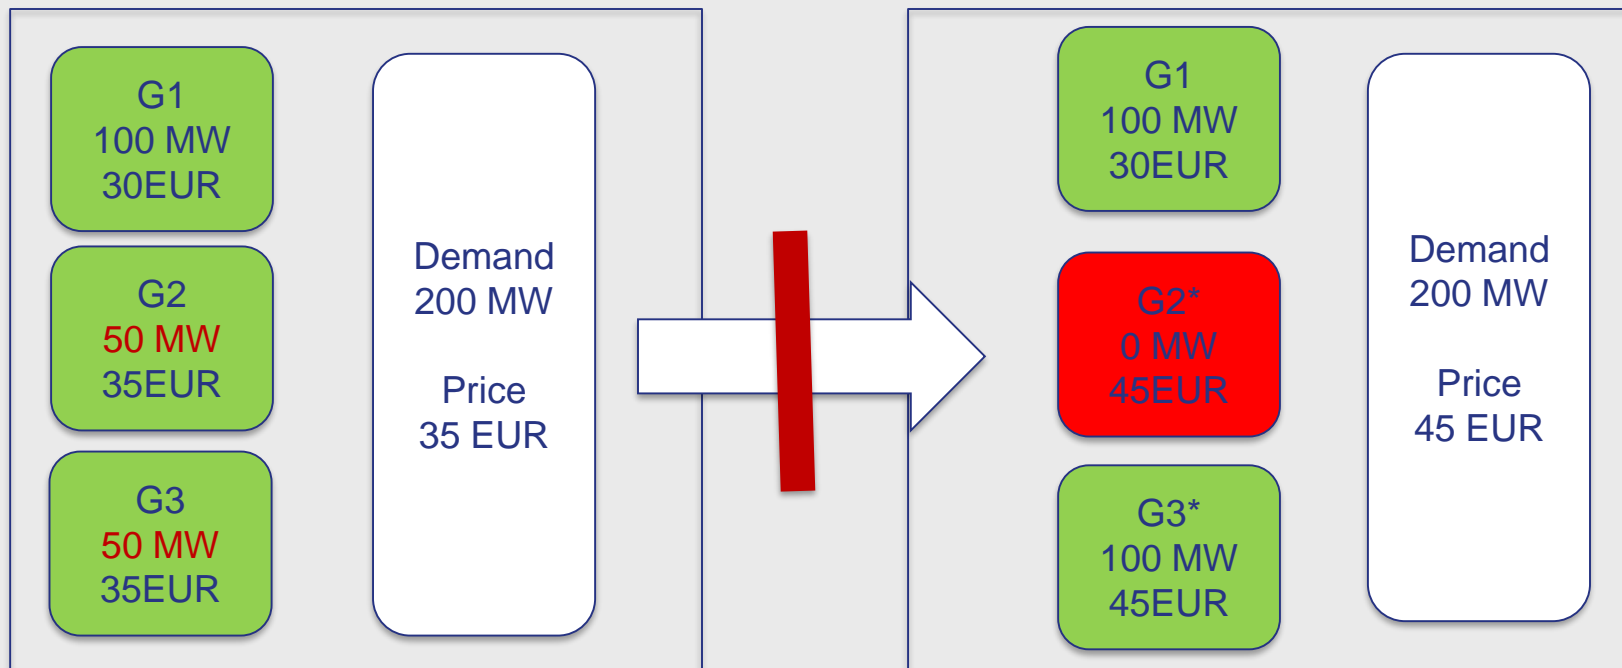 G1
100 MW
30EUR
G2
50 MW
35EUR
G3
50 MW
35EUR
Demand
200 MW
Price
35 EUR
G1
100 MW
30EUR
G2*
0 MW
45EUR
G3*
100 MW
45EUR
Demand
200 MW
Price
45 EUR